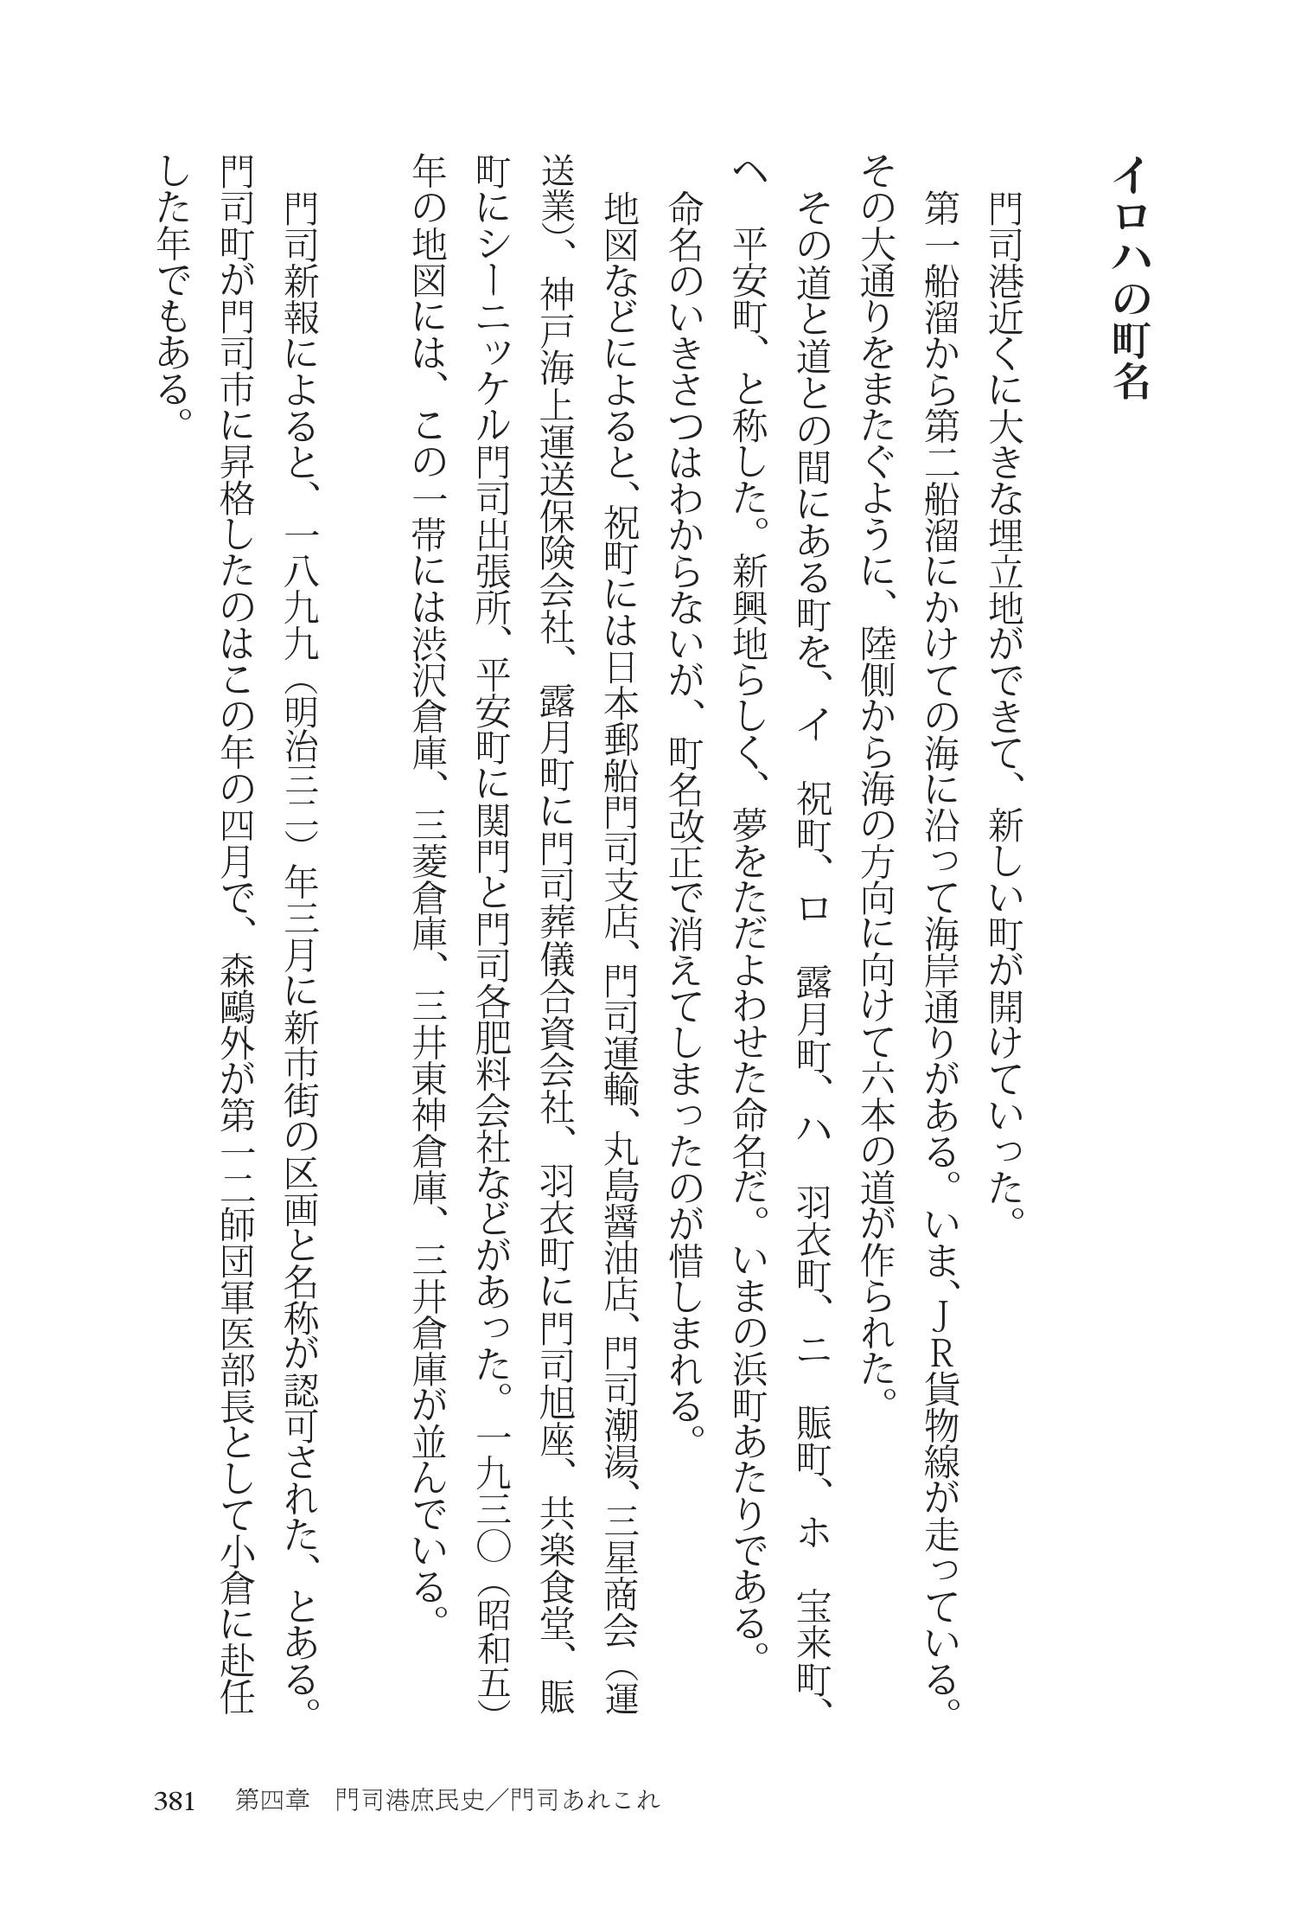 イロハの町名
　門司港近くに大きな埋立地ができて、新しい町が開けていった。
　第一船溜から第二船溜にかけての海に沿って海岸通りがある。いま、ＪＲ貨物線が走っている。
その大通りをまたぐように、陸側から海の方向に向けて六本の道が作られた。
　その道と道との間にある町を、イ　祝町、ロ　露月町、ハ　羽衣町、ニ　賑町、ホ　宝来町、
ヘ　平安町、と称した。新興地らしく、夢をただよわせた命名だ。いまの浜町あたりである。
　命名のいきさつはわからないが、町名改正で消えてしまったのが惜しまれる。
　地図などによると、祝町には日本郵船門司支店、門司運輸、丸島醤油店、門司潮湯、三星商会（運
送業）、神戸海上運送保険会社、露月町に門司葬儀合資会社、羽衣町に門司旭座、共楽食堂、賑
町にシーニッケル門司出張所、平安町に関門と門司各肥料会社などがあった。一九三〇（昭和五）
年の地図には、この一帯には渋沢倉庫、三菱倉庫、三井東神倉庫、三井倉庫が並んでいる。
　門司新報によると、一八九九（明治三二）年三月に新市街の区画と名称が認可された、とある。
門司町が門司市に昇格したのはこの年の四月で、森鷗外が第一二師団軍医部長として小倉に赴任
した年でもある。
381　第四章　門司港庶民史／門司あれこれ